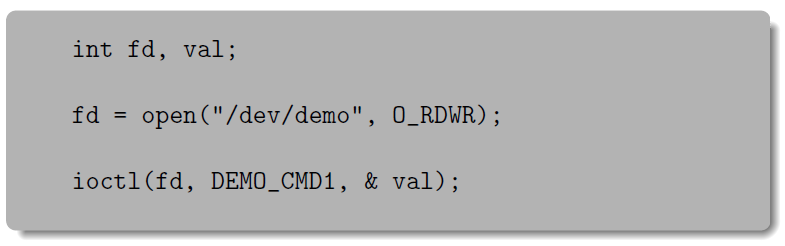 int fd, val;
fd = open("/dev/demo", O_RDWR);
ioctl(fd, DEMO_CMD1, & val);